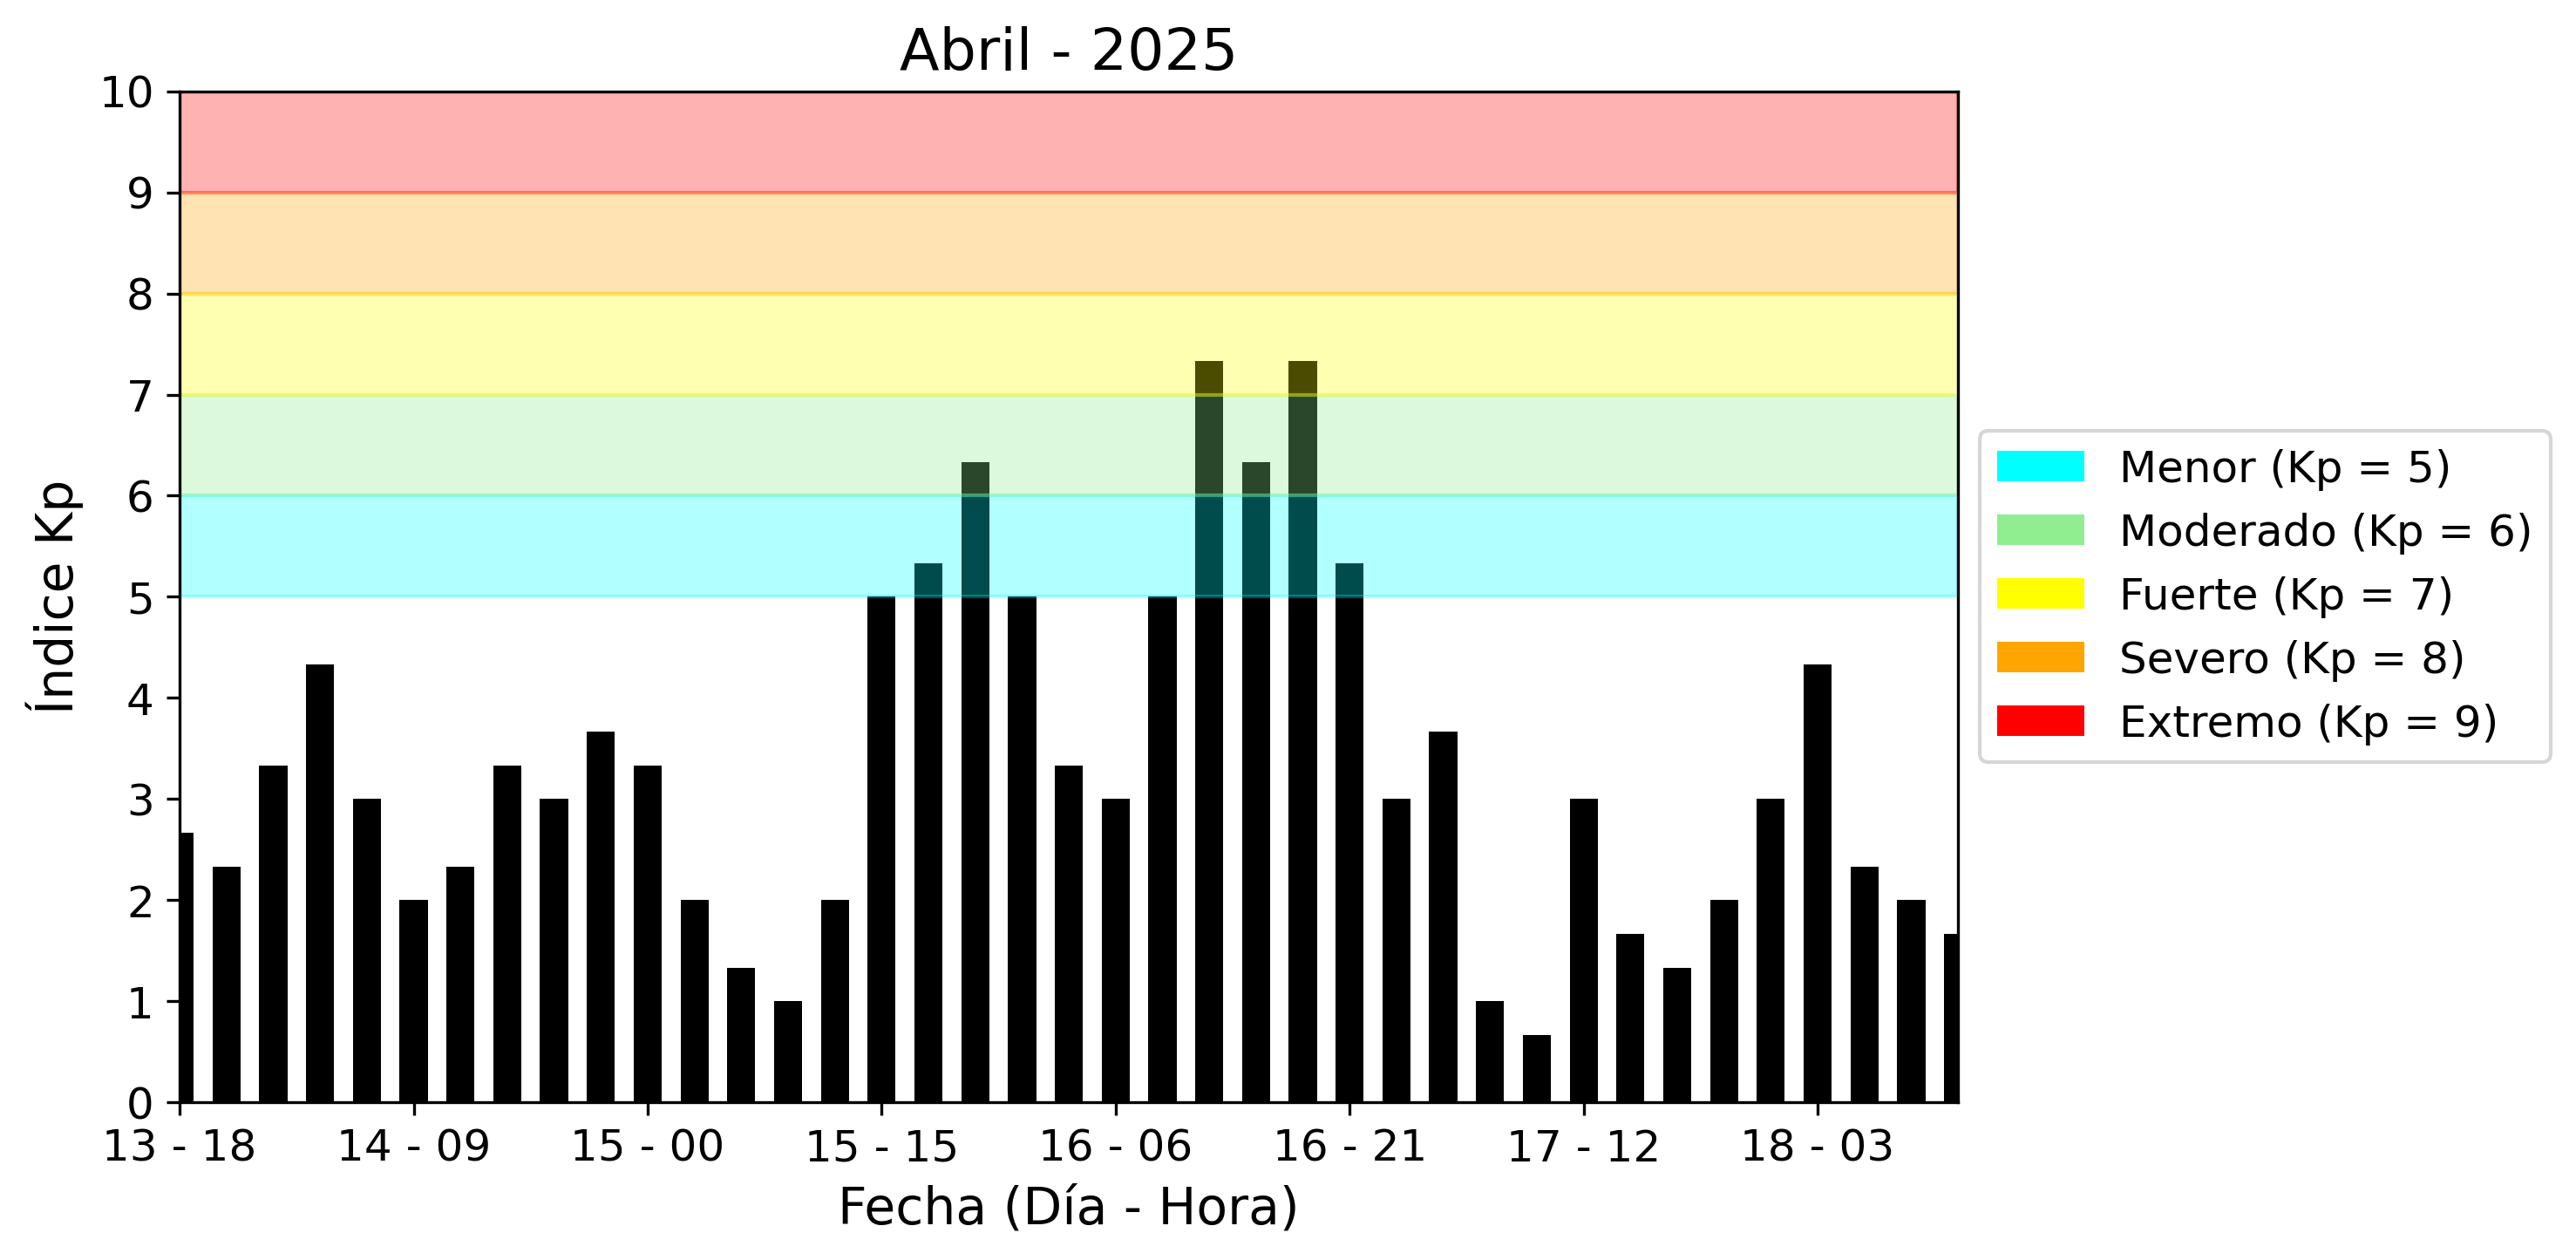 Abril - 2025
10
9
8
7
6
5
4
3
2
1
0
Índice Kp
13 - 18
14 - 09
15 - 00
15 - 15
16 - 06
16 - 21
17 - 12
18 - 03
Fecha (Día - Hora)
Menor (Kp = 5)
Moderado (Kp = 6)
Fuerte (Kp = 7)
Severo (Kp = 8)
Extremo (Kp = 9)